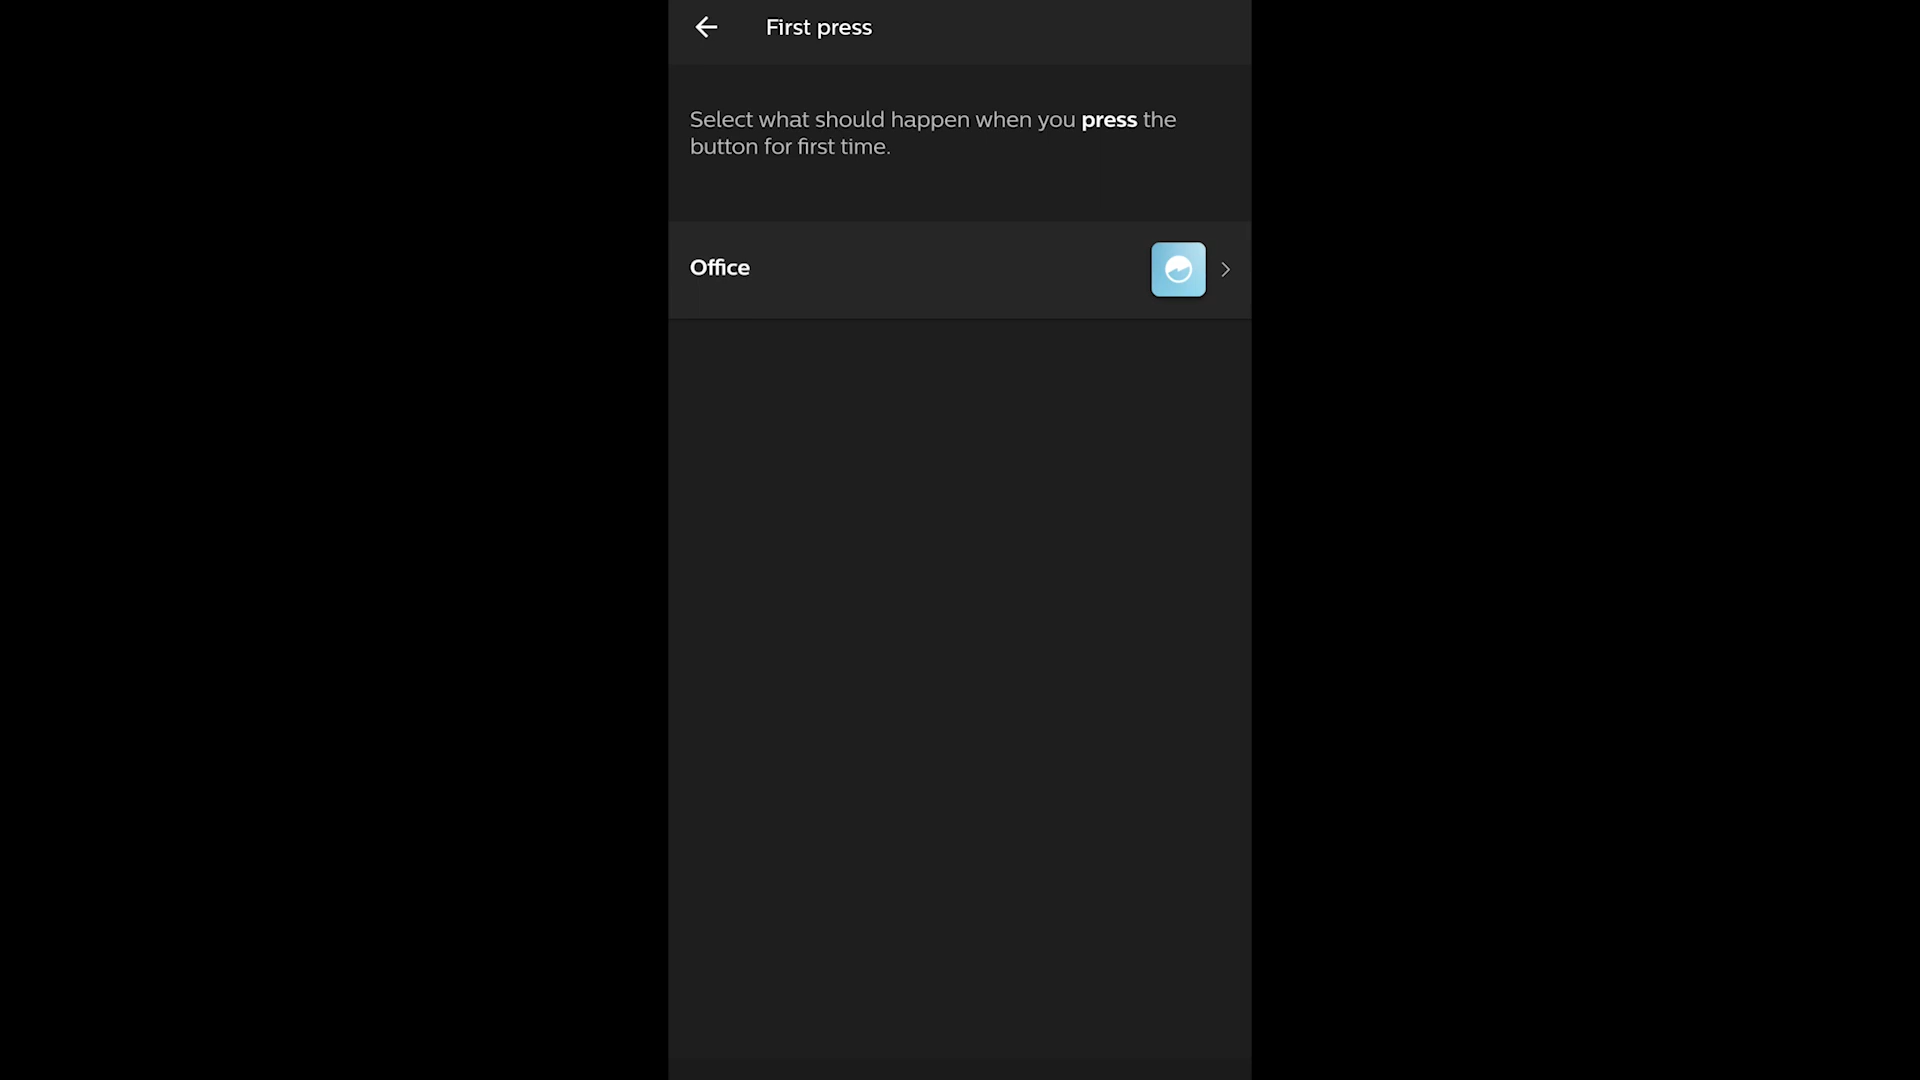 First press
Select what should happen when you press the
button for first time.
Office